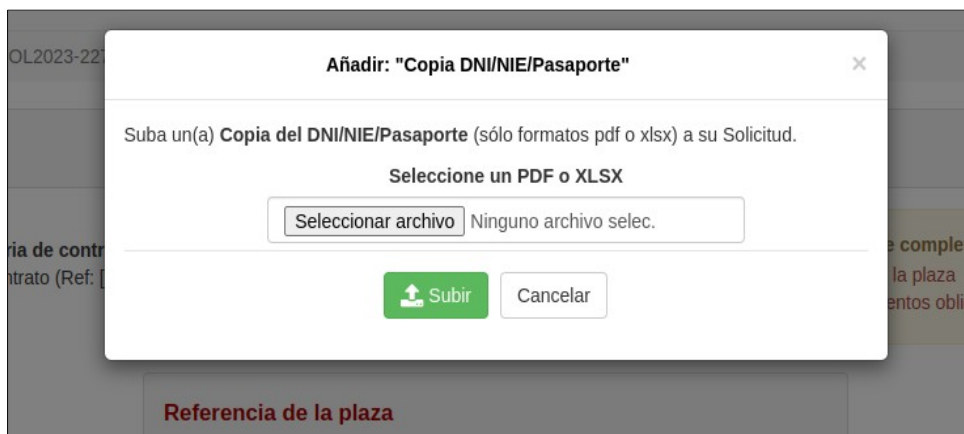 OL2023-227
Añadir: "Copia DNI/NIE/Pasaporte"
×
Suba un(a) Copia del DNI/NIE/Pasaporte (sólo formatos pdf o xlsx) a su Solicitud.
Seleccione un PDF o XLSX
Seleccionar archivo Ninguno archivo selec.
ria de contr
e comple
ntrato (Ref: [
la plaza
entos obli
Subir Cancelar
Referencia de la plaza